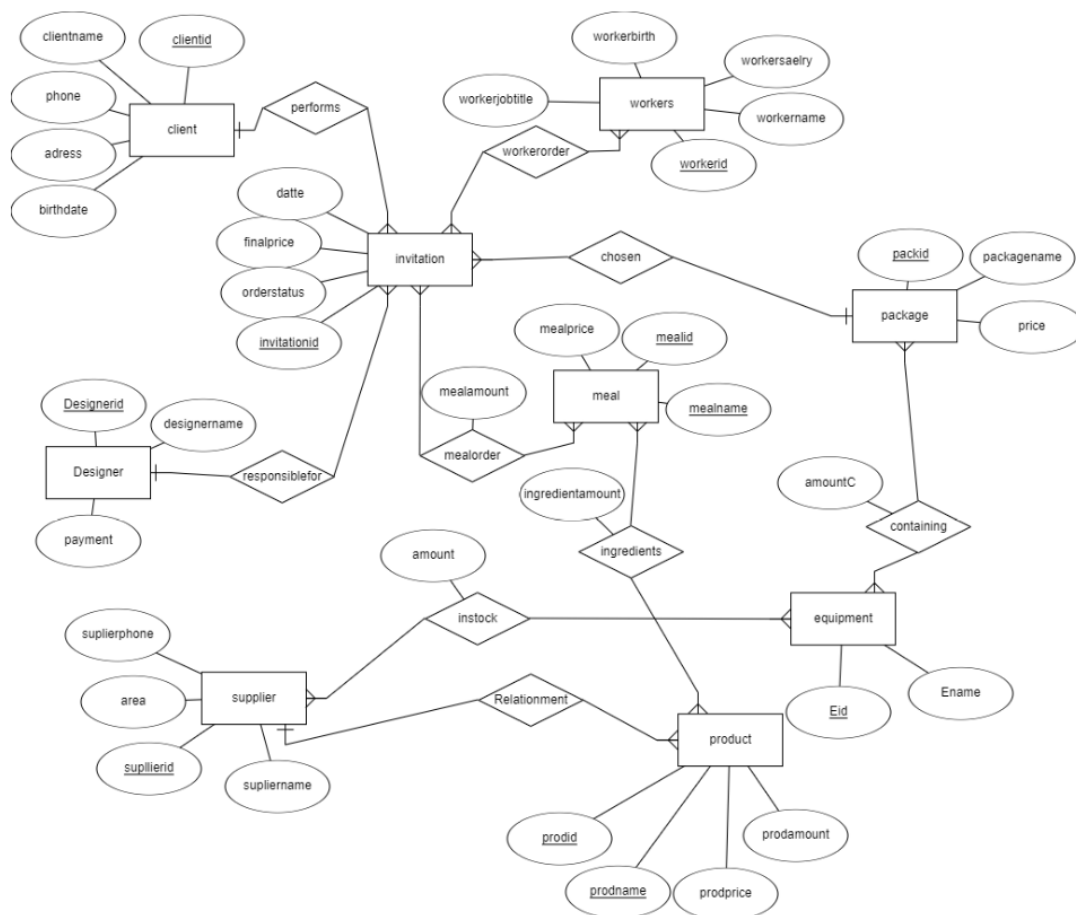 clientname
clientid
phone
client
adress
birthdate
performs
workerbirth
workersaelry
workerjobtitle
workers
workername
workerid
workerorder
datte
finalprice
invitation
orderstatus
invitationid
chosen
packid
packagename
package
price
mealprice
mealid
meal
mealname
mealamount
mealorder
Designerid
designername
Designer
payment
responsiblefor
ingredientamount
ingredients
amountC
containing
amount
instock
equipment
Eid
Ename
suplierphone
area
supplier
supllierid
supliername
Relationment
product
prodid
prodname
prodprice
prodamount